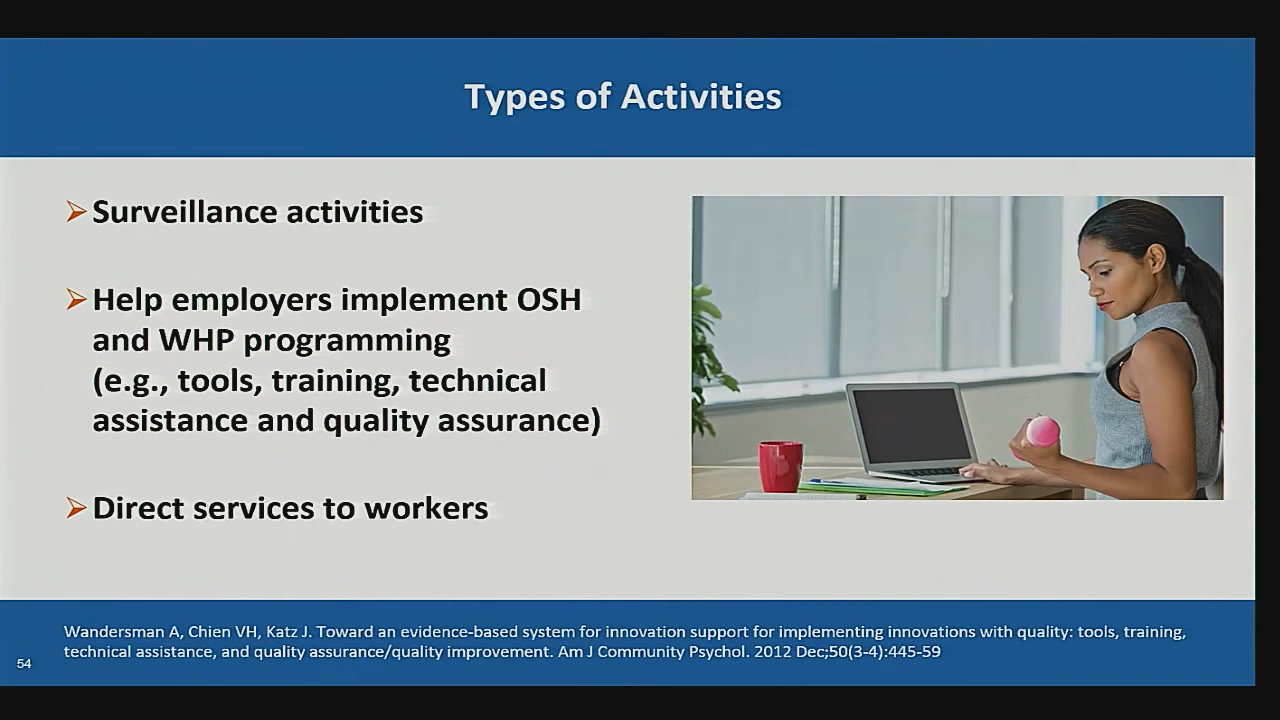 Types of Activities
Surveillance activities
Help employers implement OSH
and WHP programming
(e.g., tools, training, technical
assistance and quality assurance)
Direct services to workers
Wandersman A, Chien VH, Katz J. Toward an evidence-based system for innovation support for implementing innovations with quality: tools, training,
technical assistance, and quality assurance/quality improvement. Am J Community Psychol. 2012 Dec;50(3-4):445-59
54